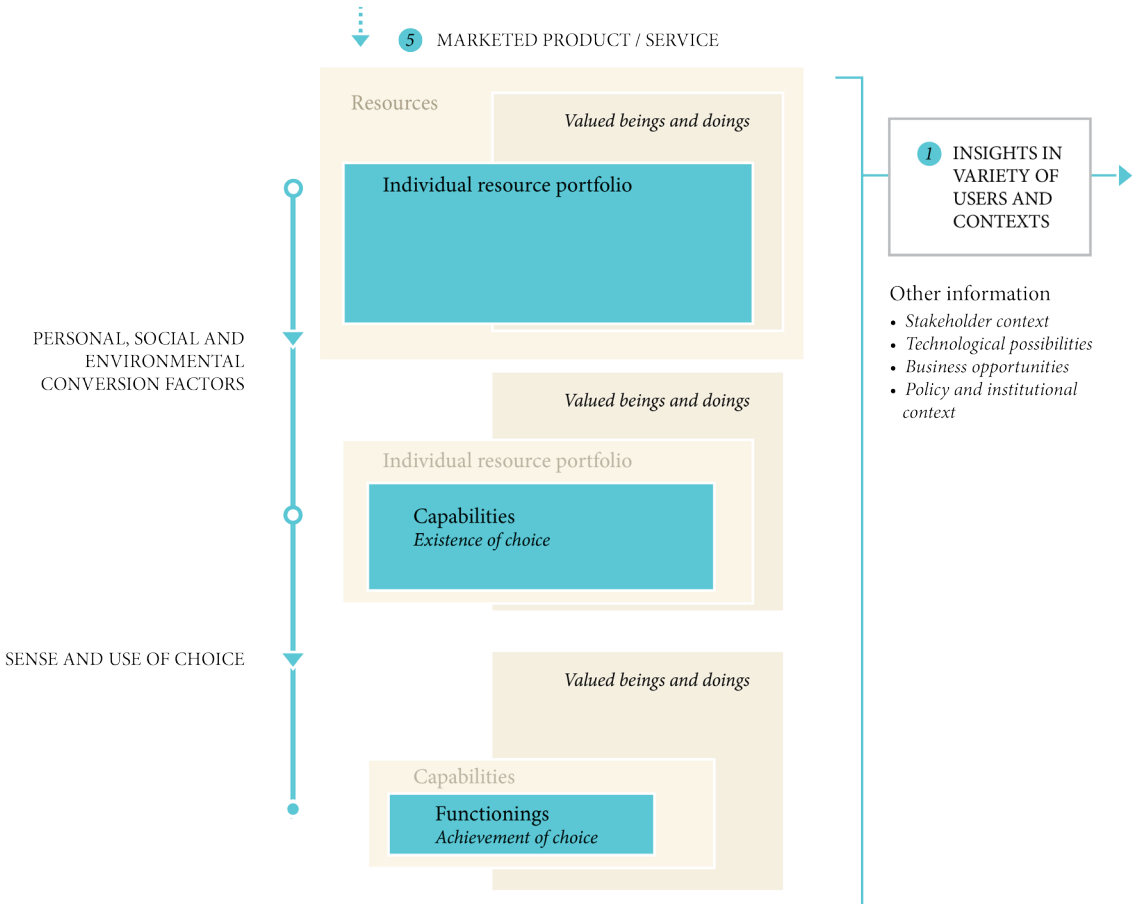 5 MARKETED PRODUCT / SERVICE
Resources
Valued beings and doings
Individual resource portfolio
PERSONAL, SOCIAL AND
ENVIRONMENTAL
CONVERSION FACTORS
Valued beings and doings
Individual resource portfolio
Capabilities
Existence of choice
SENSE AND USE OF CHOICE
Valued beings and doings
Capabilities
Functionings
Achievement of choice
1 INSIGHTS IN
VARIETY OF
USERS AND
CONTEXTS
Other information
• Stakeholder context
• Technological possibilities
• Business opportunities
• Policy and institutional
context